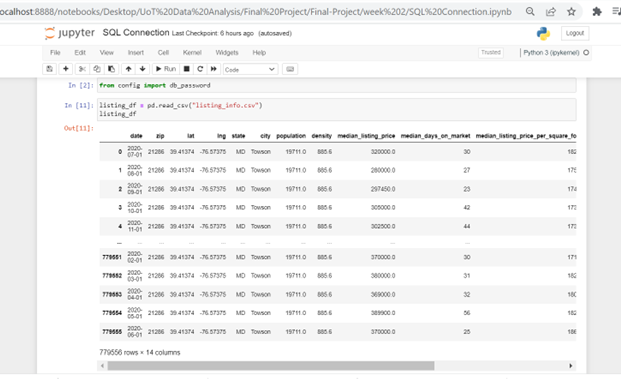 ocalhost:8888/notebooks/Desktop/UoT%20Data%20Analysis/Final%20Project/Final-Project/week%202/SQL%20Connection.ipynb
jupyter SQL Connection Last Checkpoint: 6 hours ago (autosaved)
Logout
File Edit View Insert Cell Kernel Widgets Help Trusted Python 3 (ipykernel)
Run Code
In [2]: from config import db_password
In [11]: listing_df = pd.read_csv("listing_info.csv")
listing_df
Out[11]:
date zip lat lng state city population density median_listing_price median_days_on_market median_listing_price_per_square_fo
0 2020-07-01 21286 39.41374 -76.57375 MD Towson 19711.0 885.6 320000.0 30 182
1 2020-08-01 21286 39.41374 -76.57375 MD Towson 19711.0 885.6 280000.0 27 175
2 2020-09-01 21286 39.41374 -76.57375 MD Towson 19711.0 885.6 297450.0 23 174
3 2020-10-01 21286 39.41374 -76.57375 MD Towson 19711.0 885.6 305000.0 42 173
4 2020-11-01 21286 39.41374 -76.57375 MD Towson 19711.0 885.6 302500.0 44 173
... ... ... ... ... ... ... ... ... ... ...
779551 2020-02-01 21286 39.41374 -76.57375 MD Towson 19711.0 885.6 370000.0 30 171
779552 2020-03-01 21286 39.41374 -76.57375 MD Towson 19711.0 885.6 380000.0 31 182
779553 2020-04-01 21286 39.41374 -76.57375 MD Towson 19711.0 885.6 369000.0 32 180
779554 2020-05-01 21286 39.41374 -76.57375 MD Towson 19711.0 885.6 389900.0 56 182
779555 2020-06-01 21286 39.41374 -76.57375 MD Towson 19711.0 885.6 370000.0 25 186
779556 rows × 14 columns